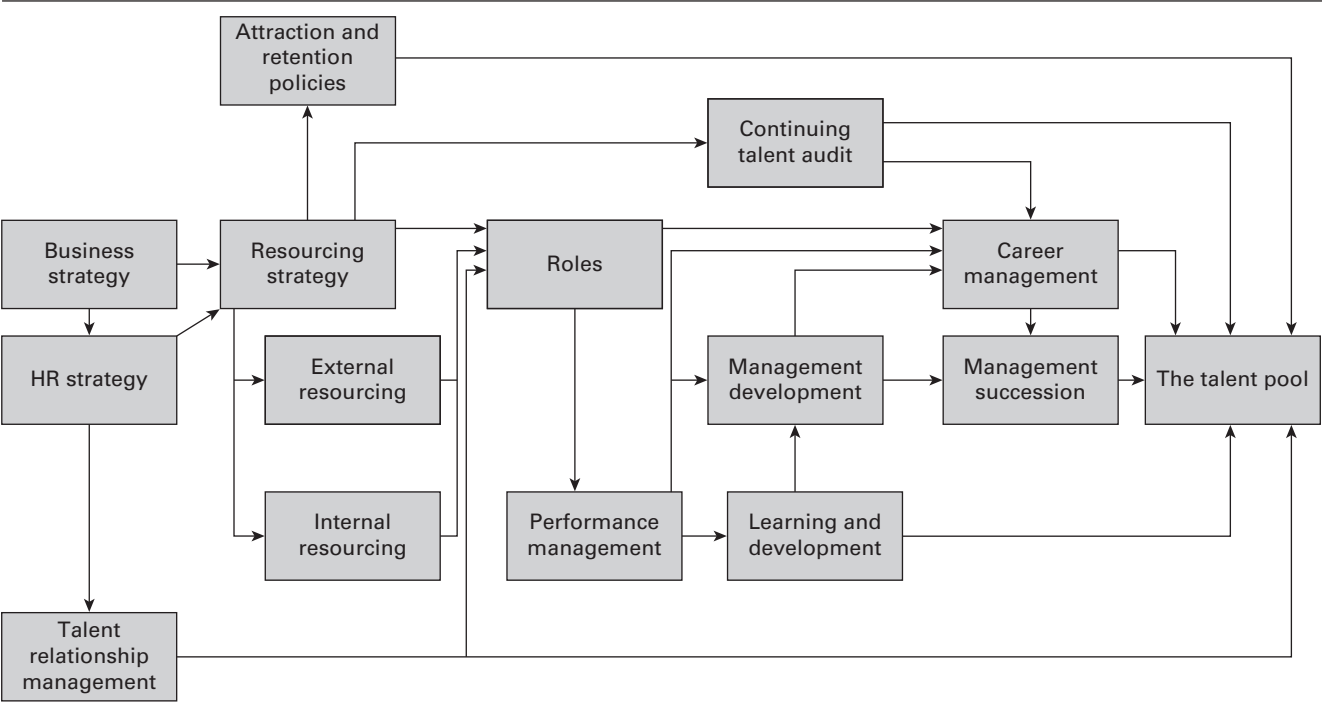 Attraction and
retention
policies
Continuing
talent audit
Business
strategy
Resourcing
strategy
Roles
Career
management
HR strategy
External
resourcing
Management
development
Management
succession
The talent pool
Internal
resourcing
Performance
management
Learning and
development
Talent
relationship
management